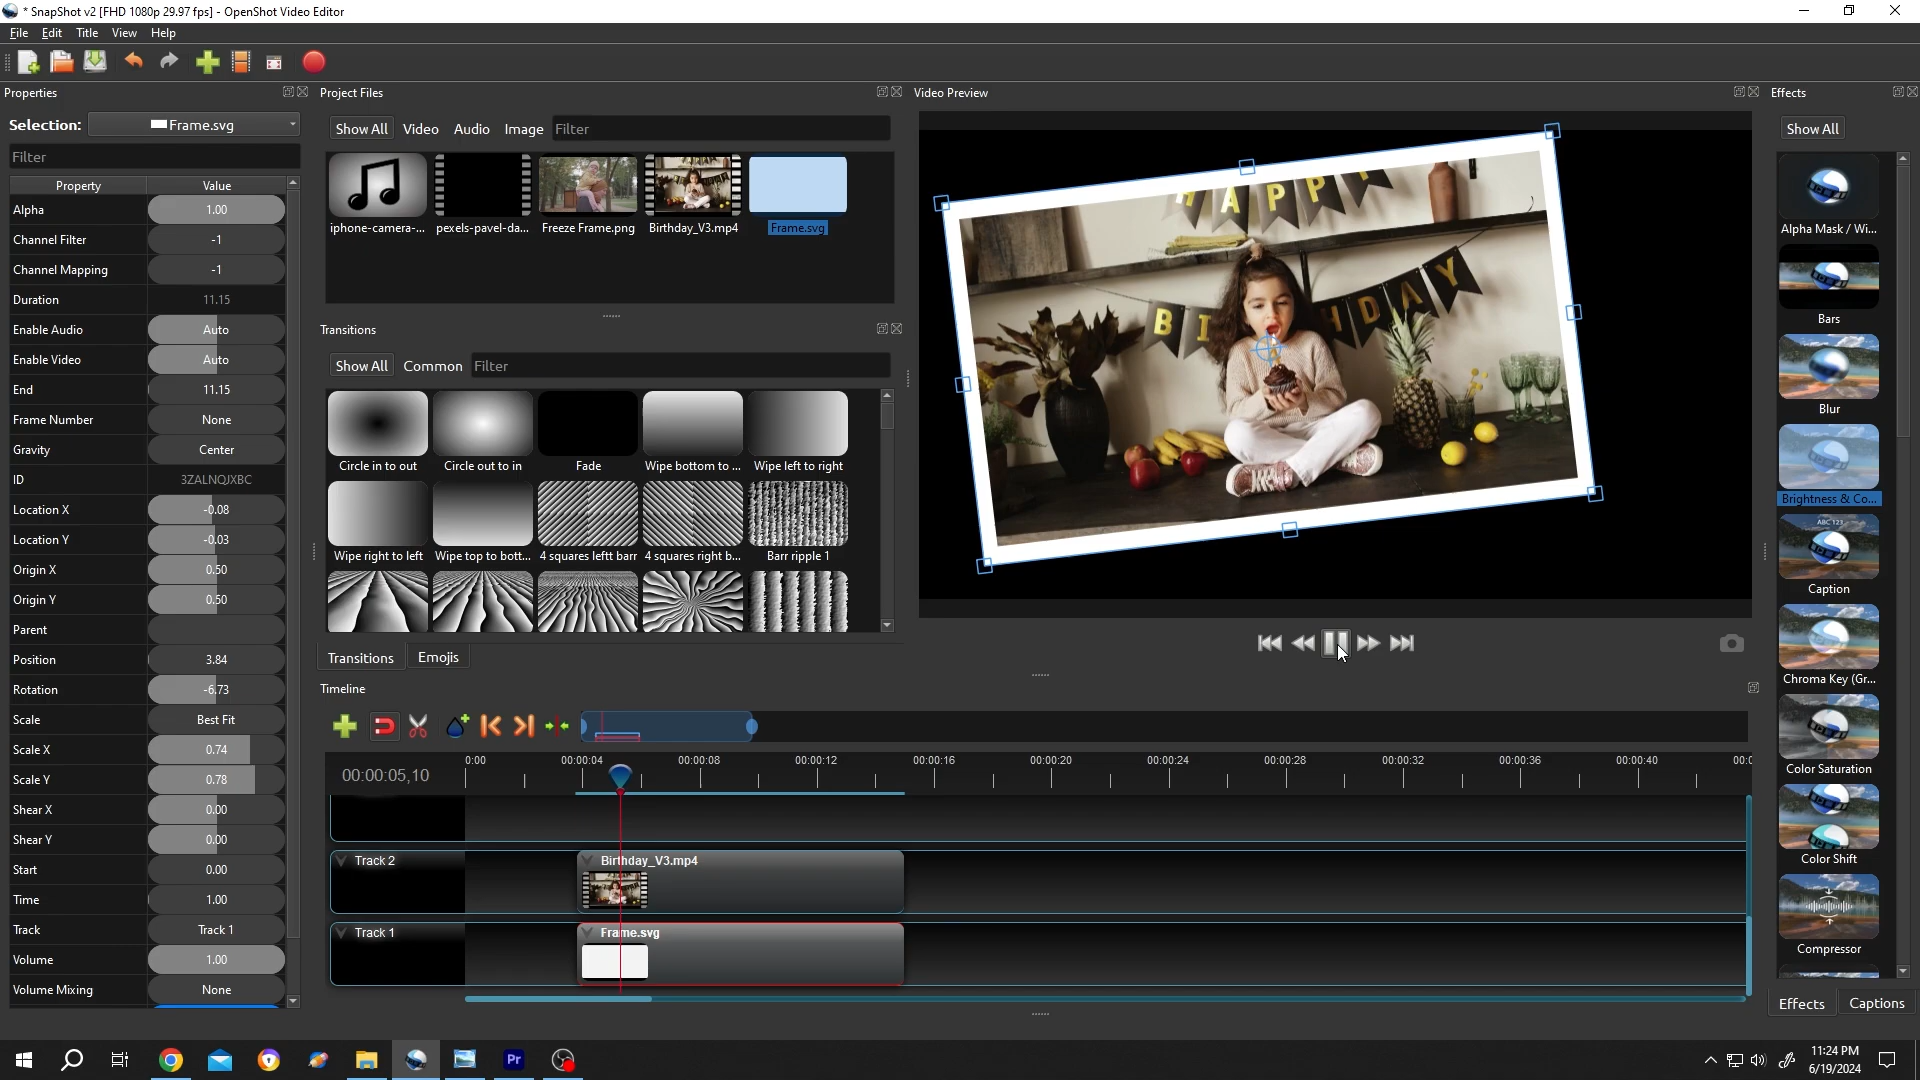 * SnapShot v2 [FHD 1080p 29.97 fps] - OpenShot Video Editor
File Edit Title View Help
Properties
Selection: Frame.svg
Filter
Property Value
Alpha 1.00
Channel Filter -1
Channel Mapping -1
Duration 11.15
Enable Audio Auto
Enable Video Auto
End 11.15
Frame Number None
Gravity Center
ID 3ZALNQJXBC
Location X -0.08
Location Y -0.03
Origin X 0.50
Origin Y 0.50
Parent
Position 3.84
Rotation -6.73
Scale Best Fit
Scale X 0.74
Scale Y 0.78
Shear X 0.00
Shear Y 0.00
Start 0.00
Time 1.00
Track Track 1
Volume 1.00
Volume Mixing None
Project Files
Show All Video Audio Image Filter
iphone-camera-... pexels-pavel-da... Freeze Frame.png Birthday_V3.mp4 Frame.svg
Transitions
Show All Common Filter
Circle in to out Circle out to in Fade Wipe bottom to ... Wipe left to right
Wipe right to left Wipe top to bott... 4 squares leftt barr 4 squares right b... Barr ripple 1
Transitions Emojis
Video Preview
HAPPY
BI HDAY
Effects
Show All
Alpha Mask / Wi...
Bars
Blur
Brightness & Co...
ABC 123
Caption
Chroma Key (Gr...
Color Saturation
Color Shift
Compressor
Effects Captions
Timeline
00:00:05,10
0:00 00:00:04 00:00:08 00:00:12 00:00:16 00:00:20 00:00:24 00:00:28 00:00:32 00:00:36 00:00:40 00:0
Track 2 Birthday_V3.mp4
Track 1 Frame.svg
Pr
11:24 PM
6/19/2024